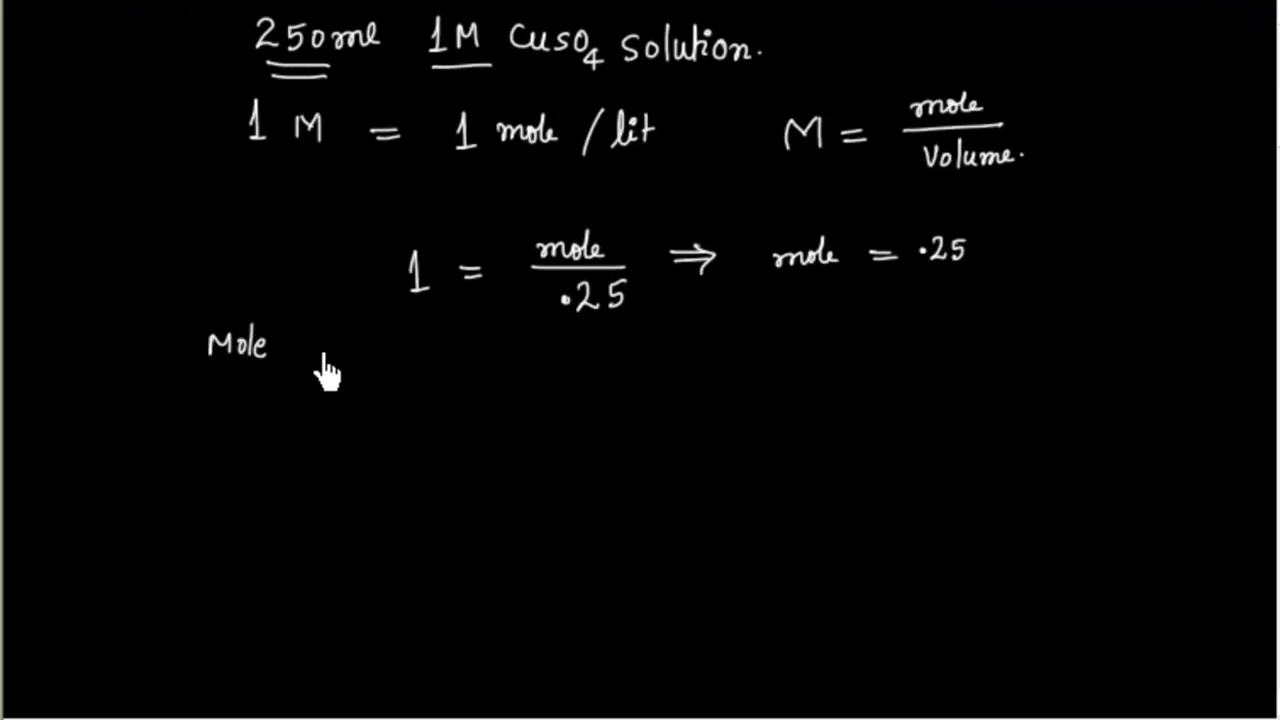 250ml 1M CuSO4 Solution.
1 M = 1 mole / lit M = mole / Volume.
1 = mole / .25 ⇒ mole = .25
Mole